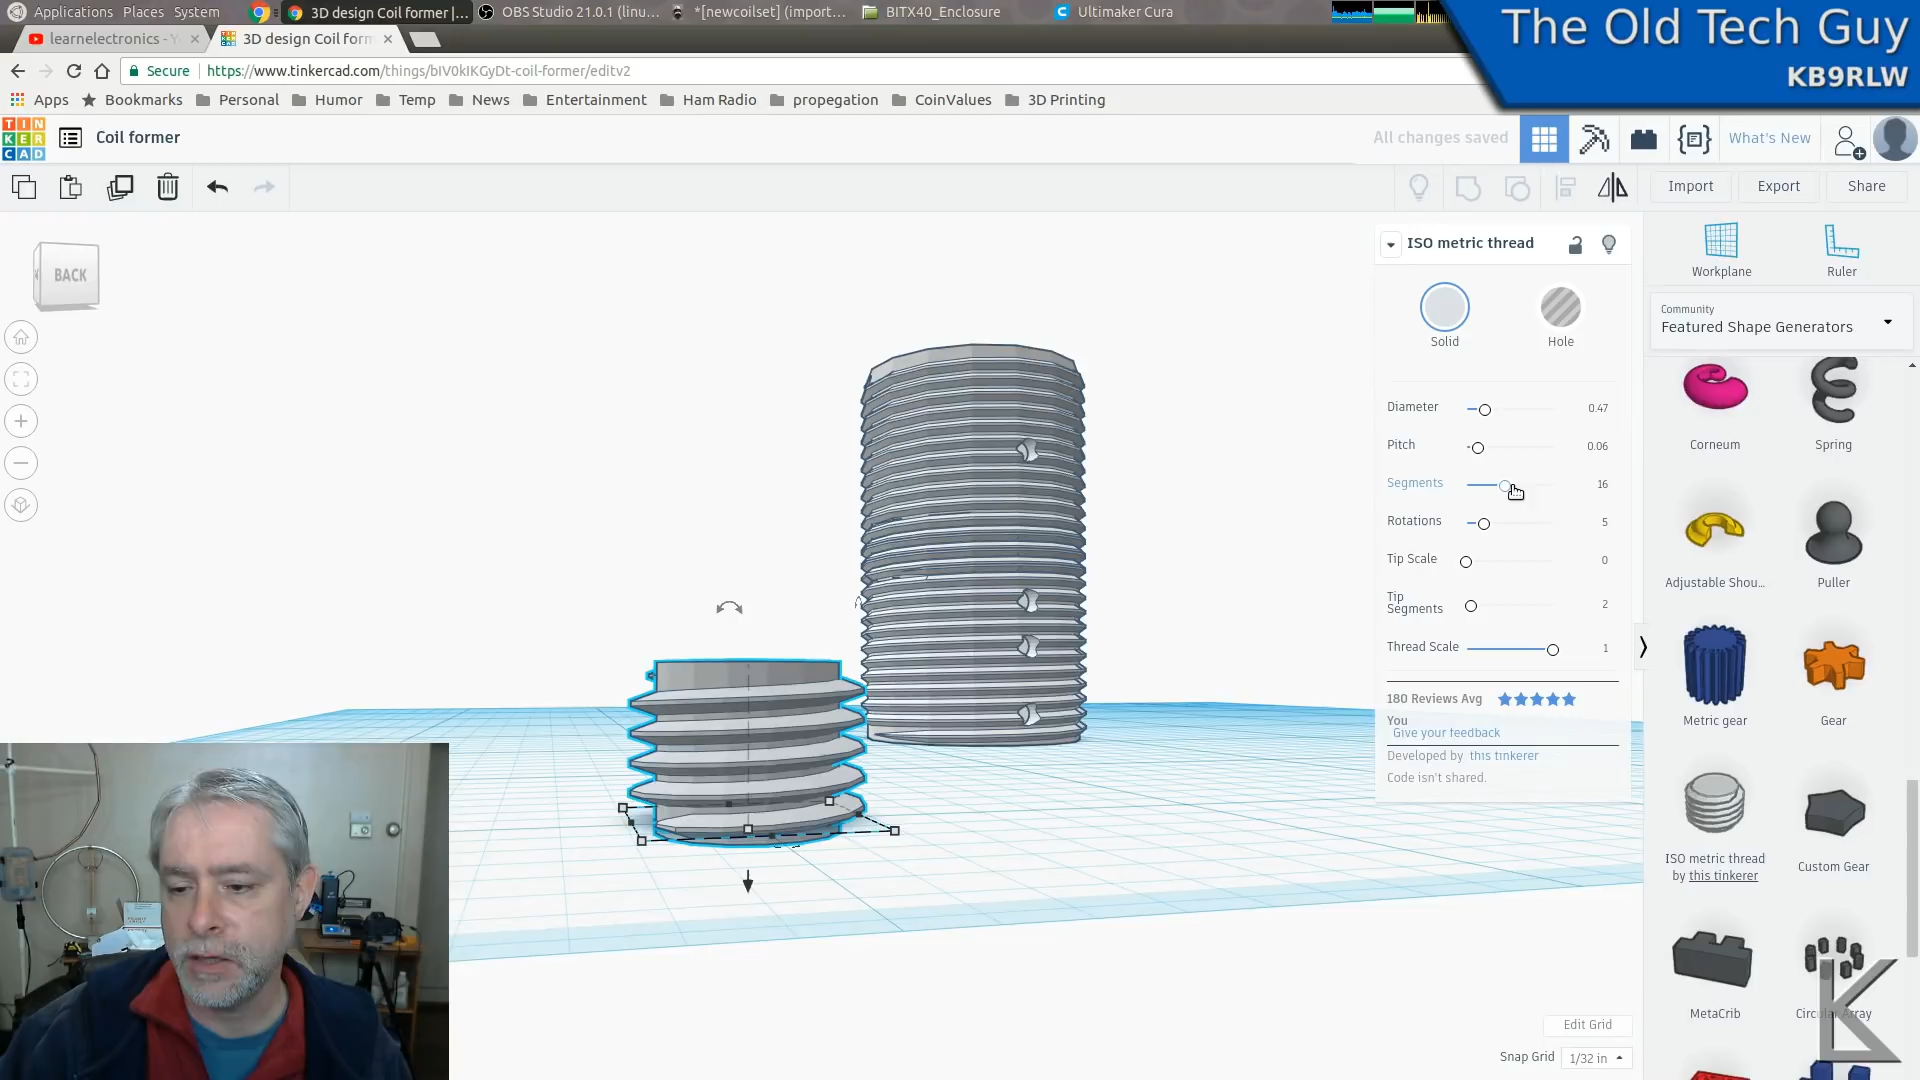 Applications Places System
3D design Coil former |...
OBS Studio 21.0.1 (linu...
*[newcoilset] (import...
BITX40_Enclosure
Ultimaker Cura
The Old Tech Guy
KB9RLW
learnelectronics - Y
3D design Coil form
Secure
https://www.tinkercad.com/things/bIV0kIKGyDt-coil-former/editv2
Apps Bookmarks Personal Humor Temp News Entertainment Ham Radio propegation CoinValues 3D Printing
TIN
KER
CAD
Coil former
All changes saved
What's New
Import Export Share
BACK
ISO metric thread
Solid Hole
Diameter 0.47
Pitch 0.06
Segments 16
Rotations 5
Tip Scale 0
Tip
Segments 2
Thread Scale 1
180 Reviews Avg
You
Give your feedback
Developed by this tinkerer
Code isn't shared.
Workplane Ruler
Community
Featured Shape Generators
Corneum Spring
Adjustable Shou... Puller
Metric gear Gear
ISO metric thread
by this tinkerer
Custom Gear
MetaCrib Circular Array
Edit Grid
Snap Grid 1/32 in
K